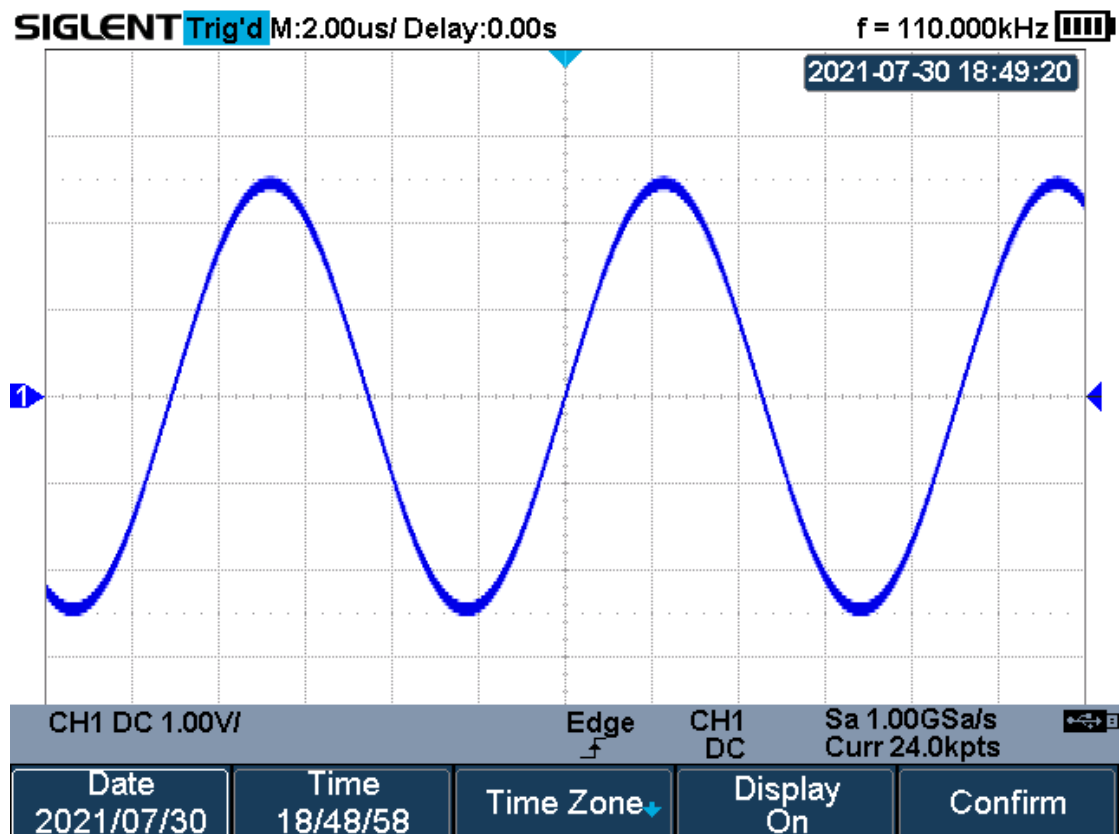 SIGLENT Trig'd M:2.00us/ Delay:0.00s f = 110.000kHz
2021-07-30 18:49:20
1
CH1 DC 1.00V/ Edge CH1 Sa 1.00GSa/s
DC Curr 24.0kpts
Date Time Time Zone Display Confirm
2021/07/30 18/48/58 On